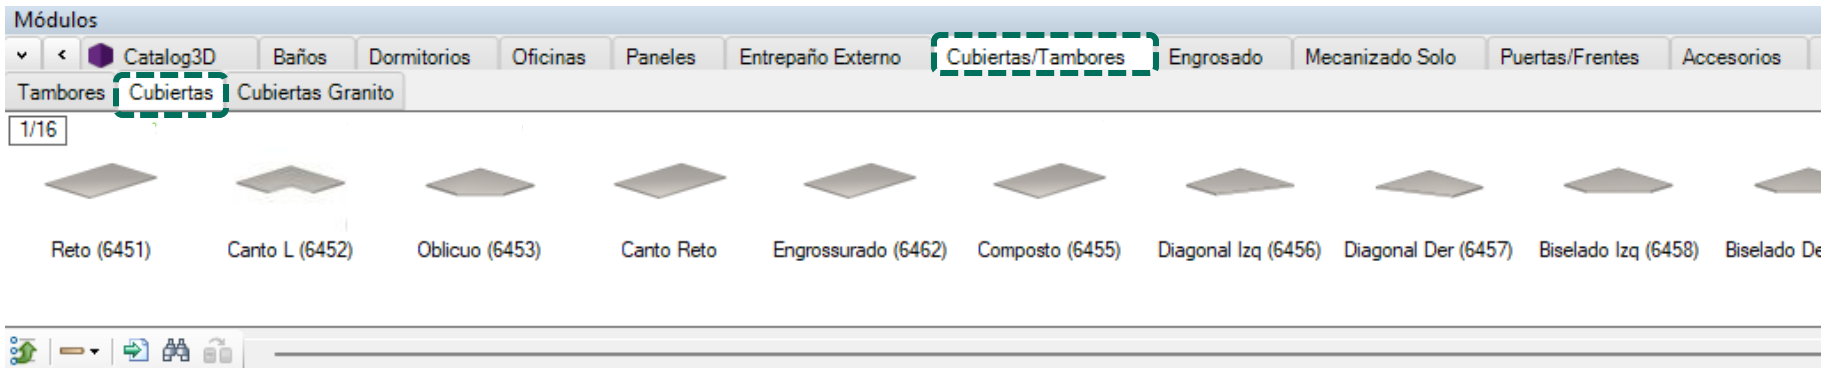 Módulos
Catalog3D Baños Dormitorios Oficinas Paneles Entrepaño Externo Cubiertas/Tambores Engrosado Mecanizado Solo Puertas/Frentes Accesorios
Tambores Cubiertas Cubiertas Granito
1/16
Reto (6451) Canto L (6452) Oblicuo (6453) Canto Reto Engrossurado (6462) Composto (6455) Diagonal Izq (6456) Diagonal Der (6457) Biselado Izq (6458) Biselado De